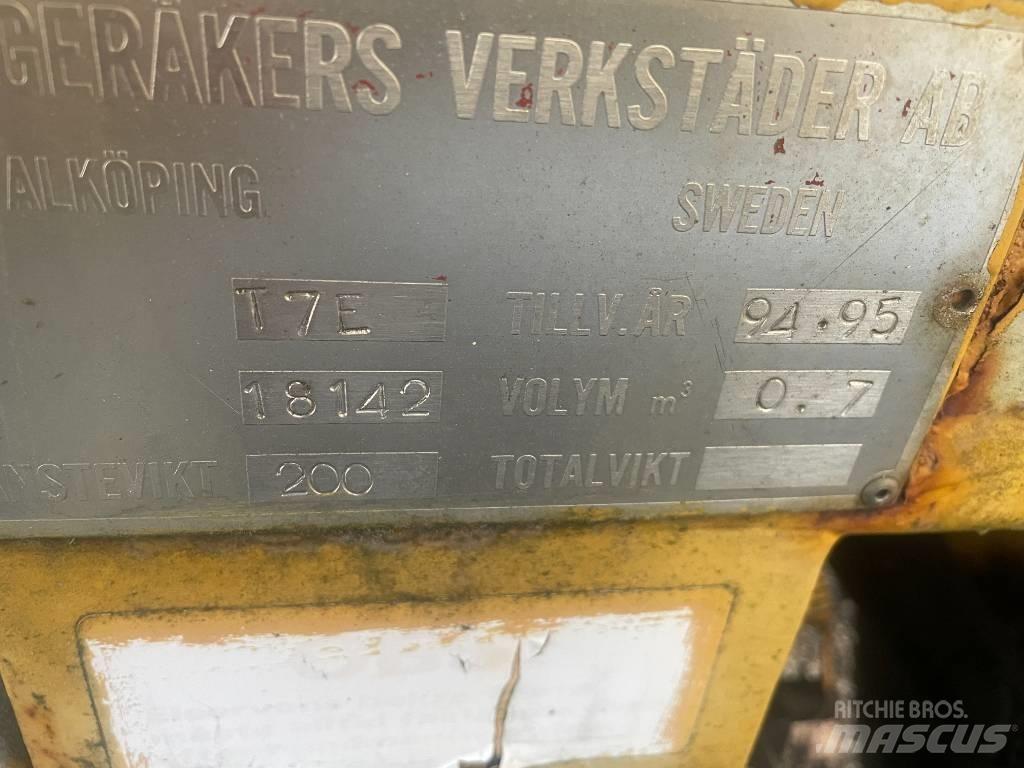 GERÅKERS VERKSTÄDER AB
ALKÖPING SWEDEN
T7E TILLV.ÅR 94.95
18142 VOLYM m³ 0.7
NSTEVIKT 200 TOTALVIKT
RITCHIE BROS.
MASCUS